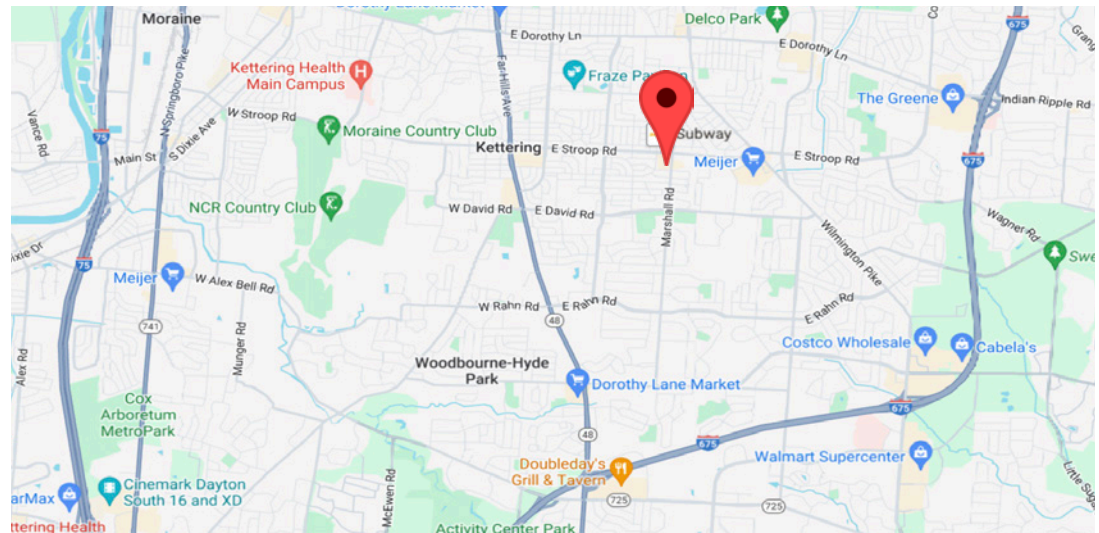 Moraine
Delco Park
E Dorothy Ln
E Dorothy Ln
Kettering Health
Main Campus
N Springboro Pike
Far Hills Ave
The Greene
Indian Ripple Rd
Vance Rd
S Dixie Ave
W Stroop Rd
Moraine Country Club
Subway
75
Main St
Kettering
E Stroop Rd
Meijer
E Stroop Rd
675
675
NCR Country Club
W David Rd
E David Rd
Marshall Rd
Wilmington Pike
Wagner Rd
75
Meijer
W Alex Bell Rd
W Rahn Rd
E Rahn Rd
E Rahn Rd
48
741
Munger Rd
Alex Rd
Costco Wholesale
Cabela's
Woodbourne-Hyde
Park
Dorothy Lane Market
Cox
Arboretum
MetroPark
675
48
675
McEwen Rd
Doubleday's
Grill & Tavern
Walmart Supercenter
725
725
Cinemark Dayton
South 16 and XD
Activity Center Park